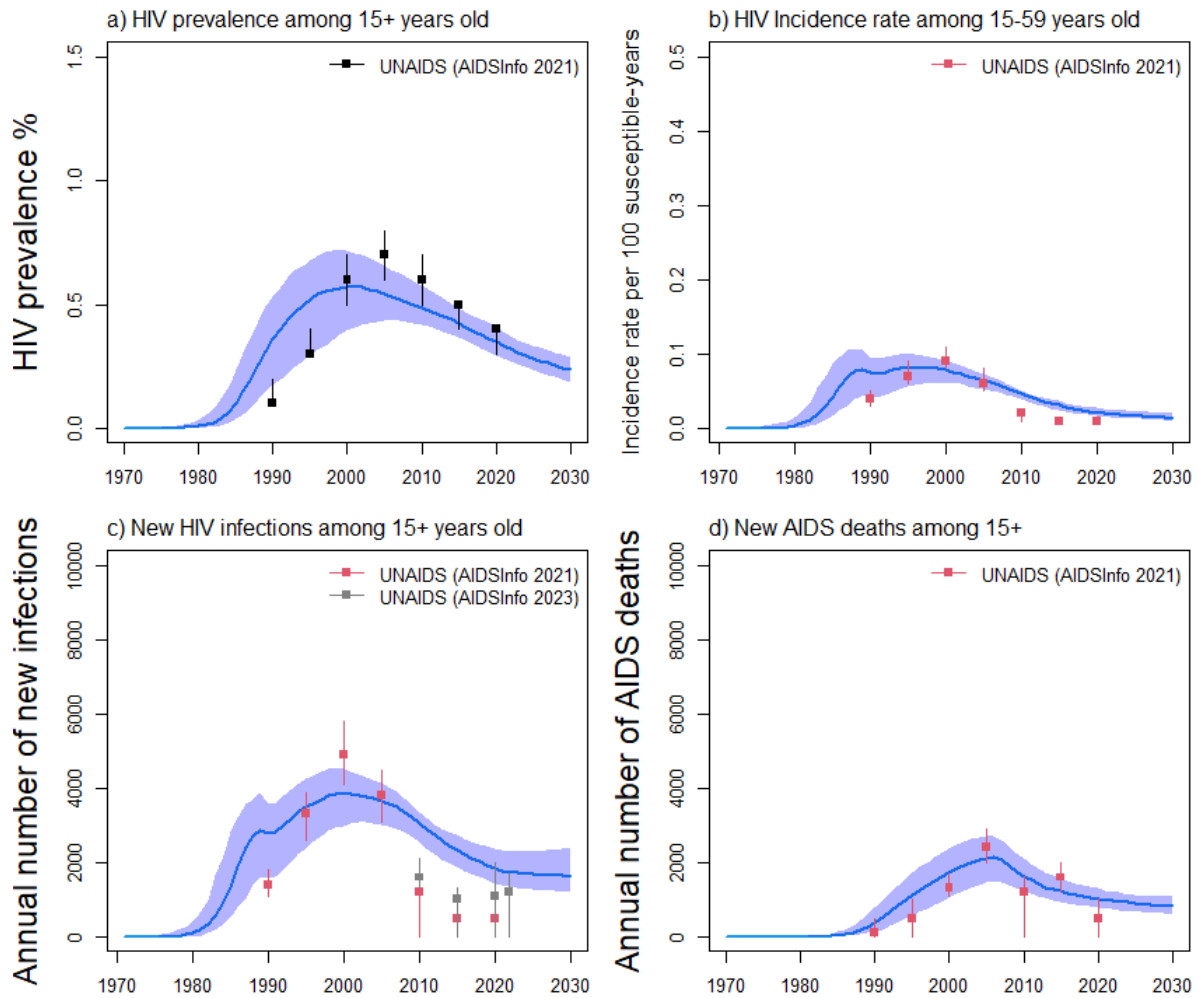 a) HIV prevalence among 15+ years old
HIV prevalence %
0.0 0.5 1.0 1.5
UNAIDS (AIDSInfo 2021)
1970 1980 1990 2000 2010 2020 2030
b) HIV Incidence rate among 15-59 years old
Incidence rate per 100 susceptible-years
0.0 0.1 0.2 0.3 0.4 0.5
UNAIDS (AIDSInfo 2021)
1970 1980 1990 2000 2010 2020 2030
c) New HIV infections among 15+ years old
Annual number of new infections
0 2000 4000 6000 8000 10000
UNAIDS (AIDSInfo 2021)
UNAIDS (AIDSInfo 2023)
1970 1980 1990 2000 2010 2020 2030
d) New AIDS deaths among 15+
Annual number of AIDS deaths
0 2000 4000 6000 8000 10000
UNAIDS (AIDSInfo 2021)
1970 1980 1990 2000 2010 2020 2030